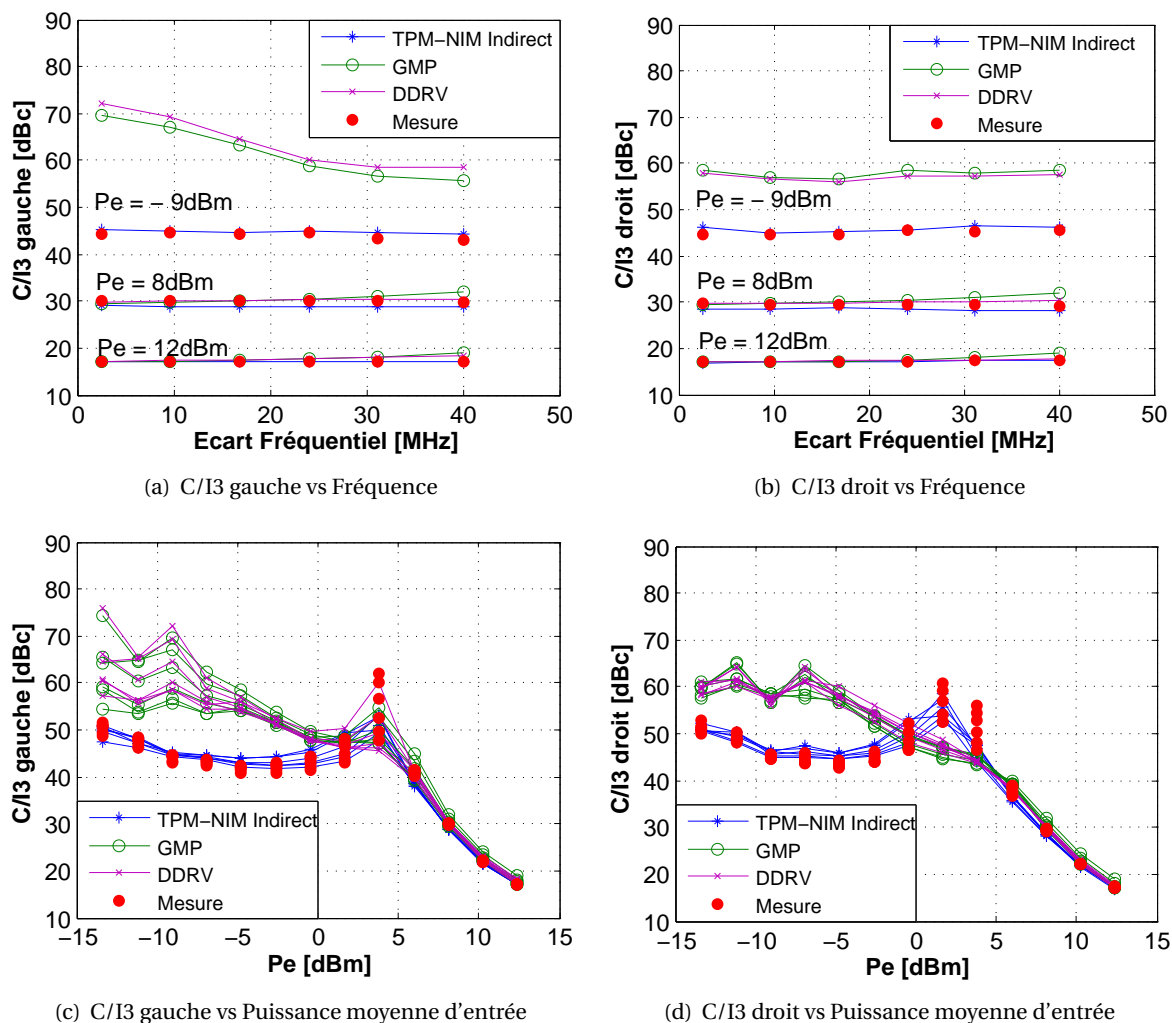 90
80
70
60
50
40
30
20
10
0
10
20
30
40
50
C/I3 gauche [dBc]
Ecart Fréquentiel [MHz]
TPM−NIM Indirect
GMP
DDRV
Mesure
Pe = − 9dBm
Pe = 8dBm
Pe = 12dBm
(a) C/I3 gauche vs Fréquence
90
80
70
60
50
40
30
20
10
0
10
20
30
40
50
C/I3 droit [dBc]
Ecart Fréquentiel [MHz]
TPM−NIM Indirect
GMP
DDRV
Mesure
Pe = − 9dBm
Pe = 8dBm
Pe = 12dBm
(b) C/I3 droit vs Fréquence
90
80
70
60
50
40
30
20
10
−15
−10
−5
0
5
10
15
C/I3 gauche [dBc]
Pe [dBm]
TPM−NIM Indirect
GMP
DDRV
Mesure
(c) C/I3 gauche vs Puissance moyenne d'entrée
90
80
70
60
50
40
30
20
10
−15
−10
−5
0
5
10
15
C/I3 droit [dBc]
Pe [dBm]
TPM−NIM Indirect
GMP
DDRV
Mesure
(d) C/I3 droit vs Puissance moyenne d'entrée